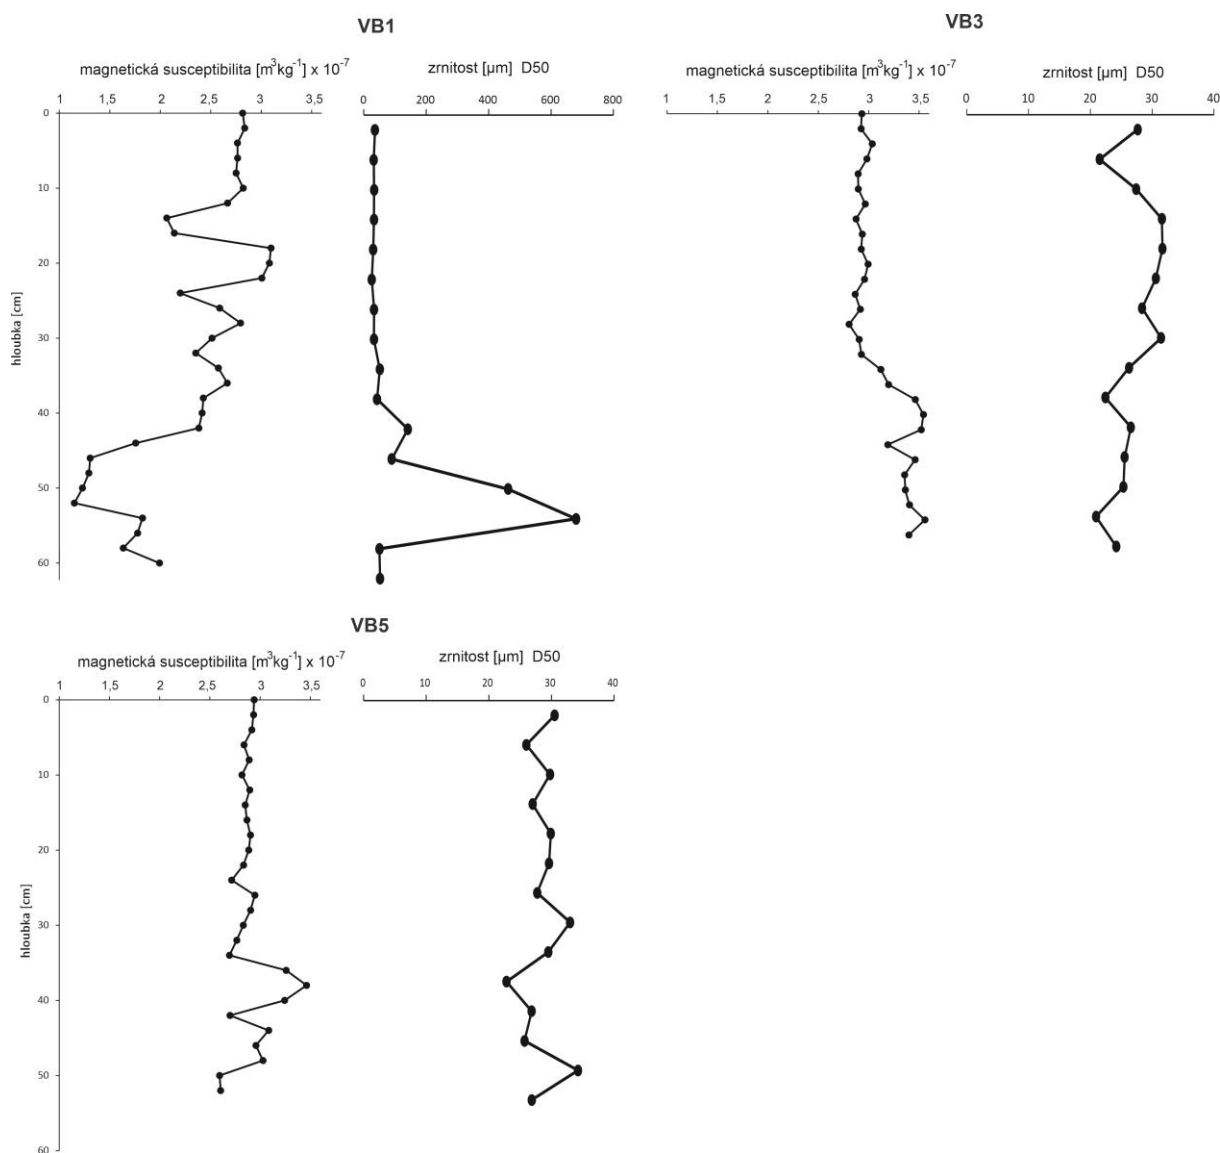 VB1
magnetická susceptibilita [m³kg⁻¹] x 10⁻⁷
zrnitost [µm] D50
1 1,5 2 2,5 3 3,5
0 200 400 600 800
0
10
20
30
40
50
60
hloubka [cm]
VB3
magnetická susceptibilita [m³kg⁻¹] x 10⁻⁷
zrnitost [µm] D50
1 1,5 2 2,5 3 3,5
0 10 20 30 40
VB5
magnetická susceptibilita [m³kg⁻¹] x 10⁻⁷
zrnitost [µm] D50
1 1,5 2 2,5 3 3,5
0 10 20 30 40
0
10
20
30
40
50
60
hloubka [cm]